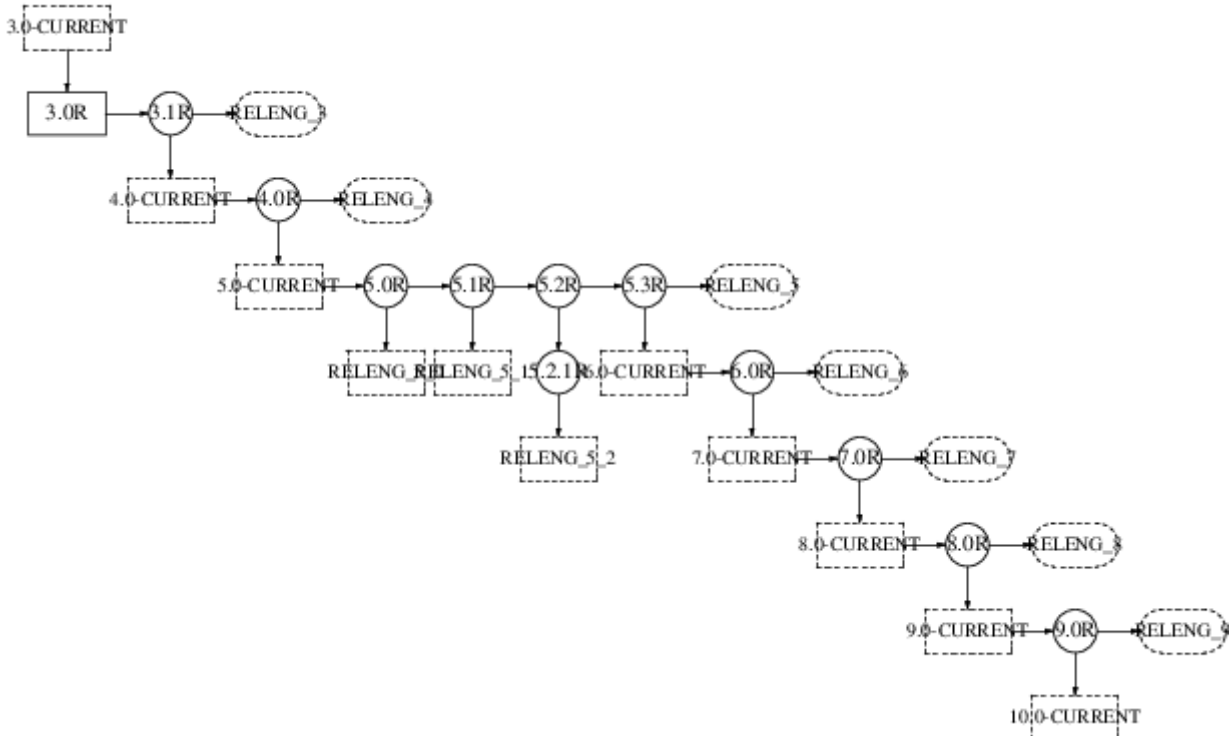 3.0-CURRENT
3.0R
3.1R
RELENG_3
4.0-CURRENT
4.0R
RELENG_4
5.0-CURRENT
5.0R
5.1R
5.2R
5.3R
RELENG_5
RELENG_5_1
5.2.1R
6.0-CURRENT
6.0R
RELENG_6
RELENG_5_2
7.0-CURRENT
7.0R
RELENG_7
8.0-CURRENT
8.0R
RELENG_8
9.0-CURRENT
9.0R
RELENG_9
10.0-CURRENT